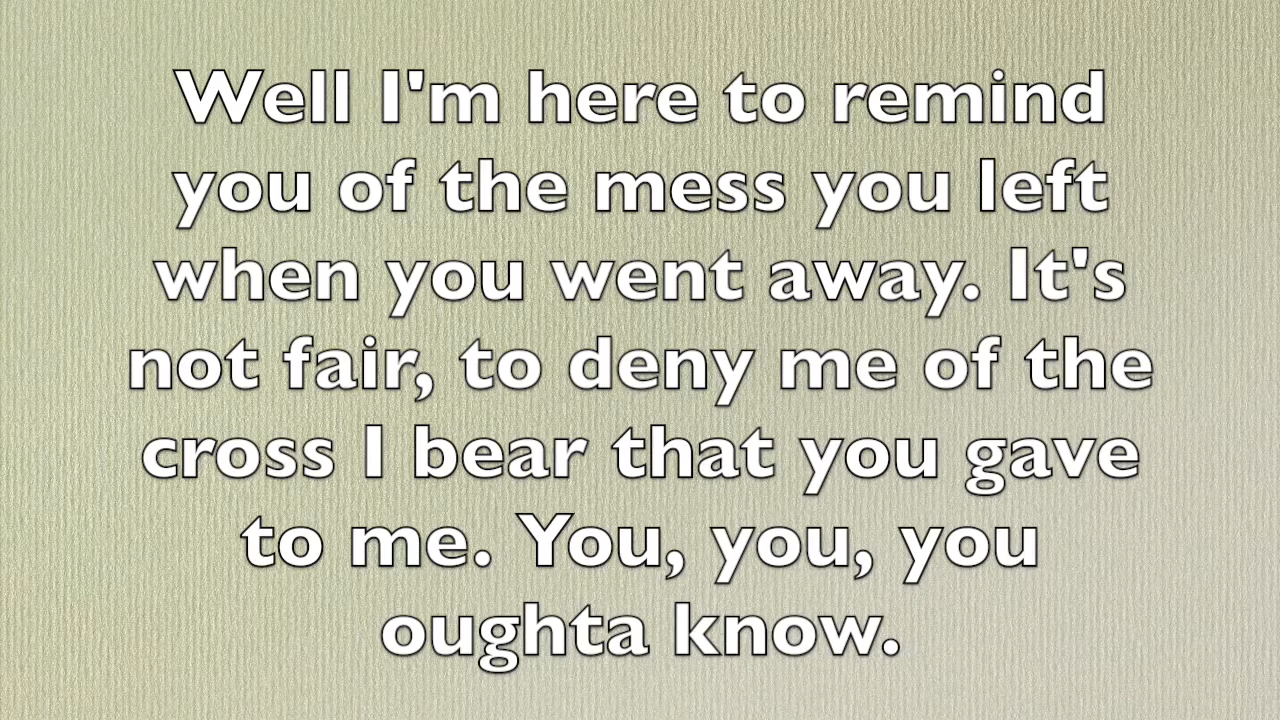 Well I'm here to remind
you of the mess you left
when you went away. It's
not fair, to deny me of the
cross I bear that you gave
to me. You, you, you
oughta know.